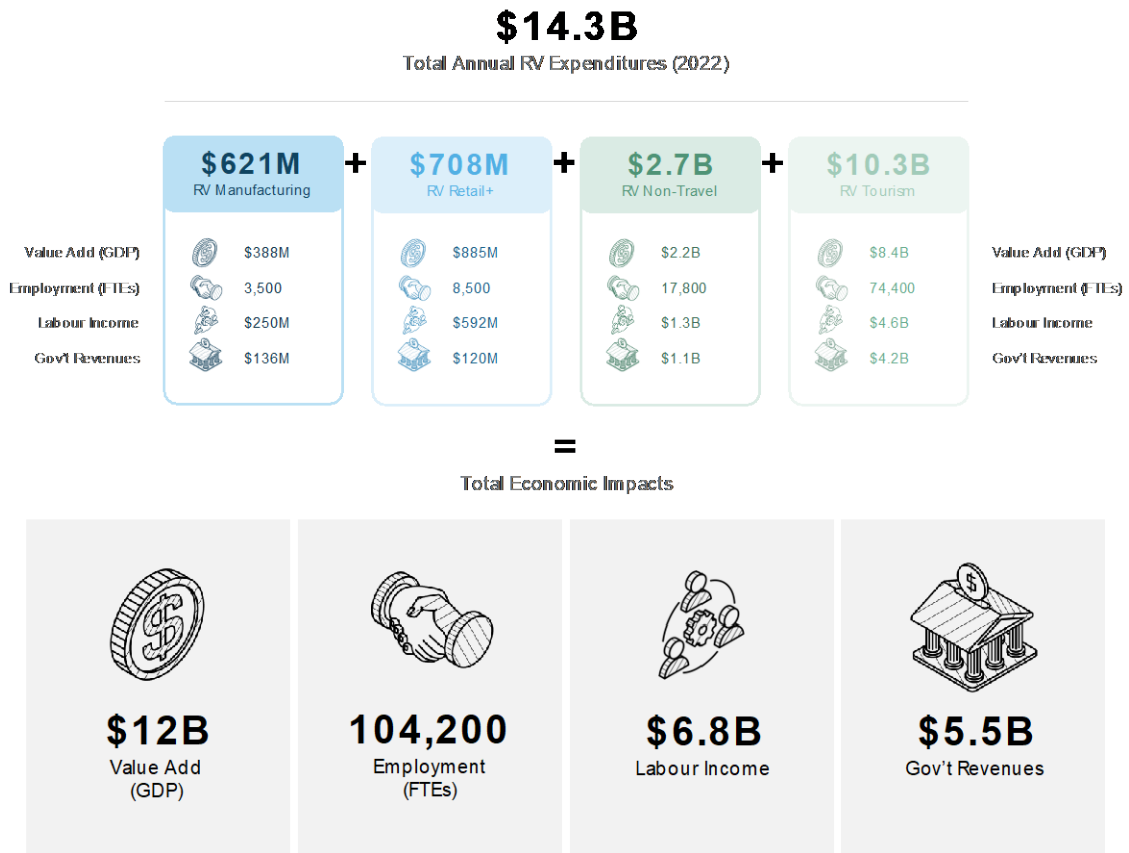 $14.3B
Total Annual RV Expenditures (2022)
$621M + $708M + $2.7B + $10.3B
RV Manufacturing RV Retail+ RV Non-Travel RV Tourism
Value Add (GDP) $388M $885M $2.2B $8.4B Value Add (GDP)
Employment (FTEs) 3,500 8,500 17,800 74,400 Employment (FTEs)
Labour Income $250M $592M $1.3B $4.6B Labour Income
Gov't Revenues $136M $120M $1.1B $4.2B Gov't Revenues
=
Total Economic Impacts
$12B 104,200 $6.8B $5.5B
Value Add Employment Labour Income Gov't Revenues
(GDP) (FTEs)